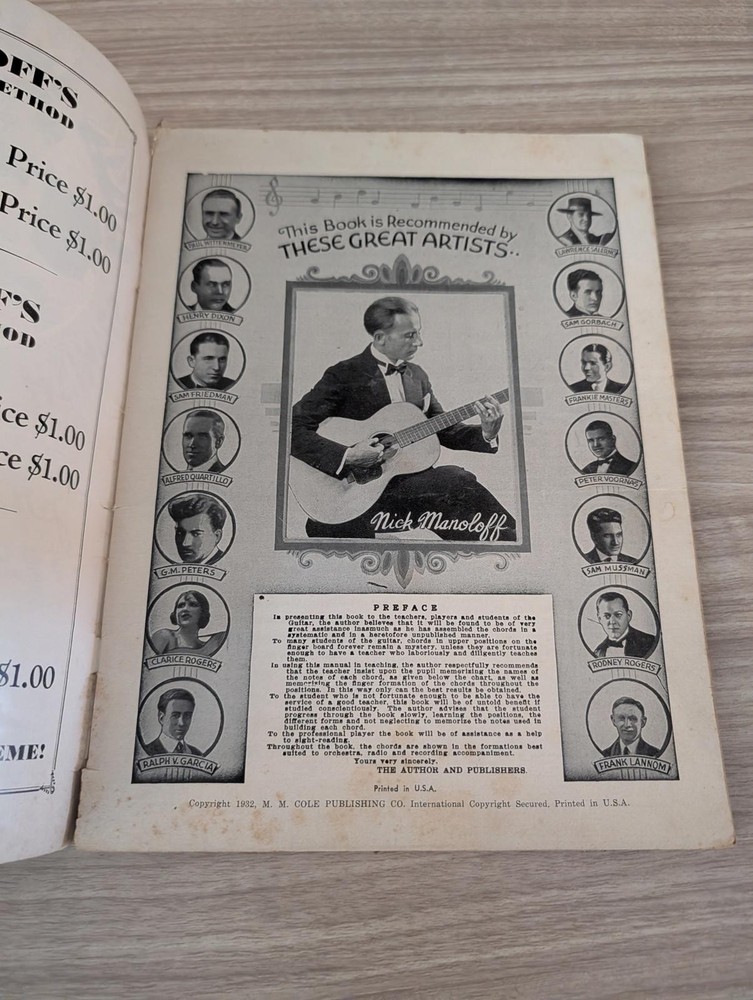 OFF'S
ETHOD
Price $1.00
Price $1.00
F'S
OD
ice $1.00
ce $1.00
$1.00
EME!
This Book is Recommended by
THESE GREAT ARTISTS..
PAUL WITTERMEYER
HENRY DIXON
SAM FRIEDMAN
ALFRED QUARTILLO
G.M. PETERS
CLARICE ROGERS
RALPH V. GARCIA
Nick Manoloff
LAWRENCE SALERNE
SAM GORBACH
FRANKIE MASTERS
PETER VOORNAS
SAM MUSSMAN
RODNEY ROGERS
FRANK LANNOM
PREFACE
In presenting this book to the teachers, players and students of the
Guitar, the author believes that it will be found to be of very
great assistance inasmuch as he has assembled the chords in a
systematic and in a heretofore unpublished manner.
To many students of the guitar, chords in upper positions on the
finger board forever remain a mystery, unless they are fortunate
enough to have a teacher who laboriously and diligently teaches
them.
In using this manual in teaching, the author respectfully recommends
that the teacher insist upon the pupil memorizing the names of
the notes of each chord, as given below the chart, as well as
memorizing the finger formation of the chords throughout the
positions. In this way only can the best results be obtained.
To the student who is not fortunate enough to be able to have the
service of a good teacher, this book will be of untold benefit if
studied conscientiously. The author advises that the student
progress through the book slowly, learning the positions, the
different forms and not neglecting to memorize the notes used in
building each chord.
To the professional player the book will be of assistance as a help
to sight-reading.
Throughout the book, the chords are shown in the formations best
suited to orchestra, radio and recording accompaniment.
Yours very sincerely,
THE AUTHOR AND PUBLISHERS.
Printed in U.S.A.
Copyright 1932, M. M. COLE PUBLISHING CO. International Copyright Secured, Printed in U.S.A.